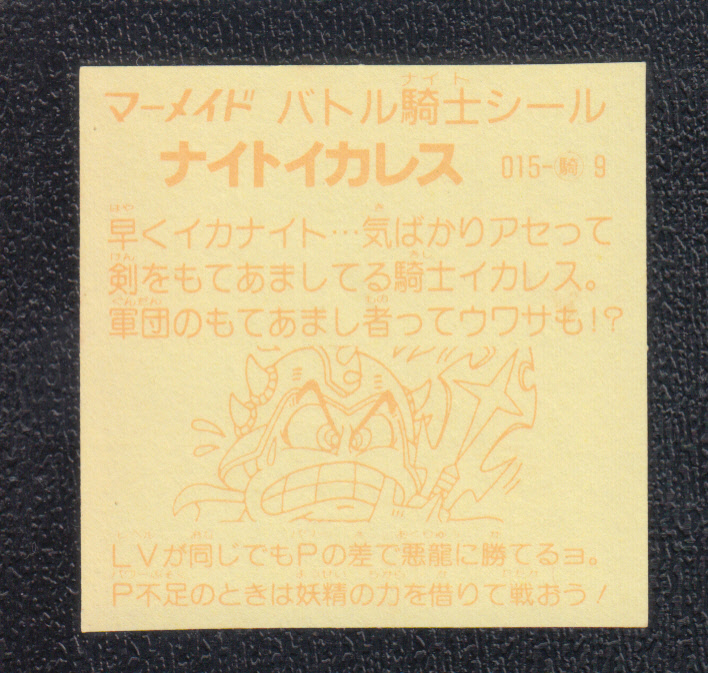 マーメイド バトル騎士シール
ナイトイカレス 015-騎 9
早くイカナイト…気ばかりアセって
剣をもてあましてる騎士イカレス。
軍団のもてあまし者ってウワサも!?
LVが同じでもPの差で悪龍に勝てるヨ。
P不足のときは妖精の力を借りて戦おう!